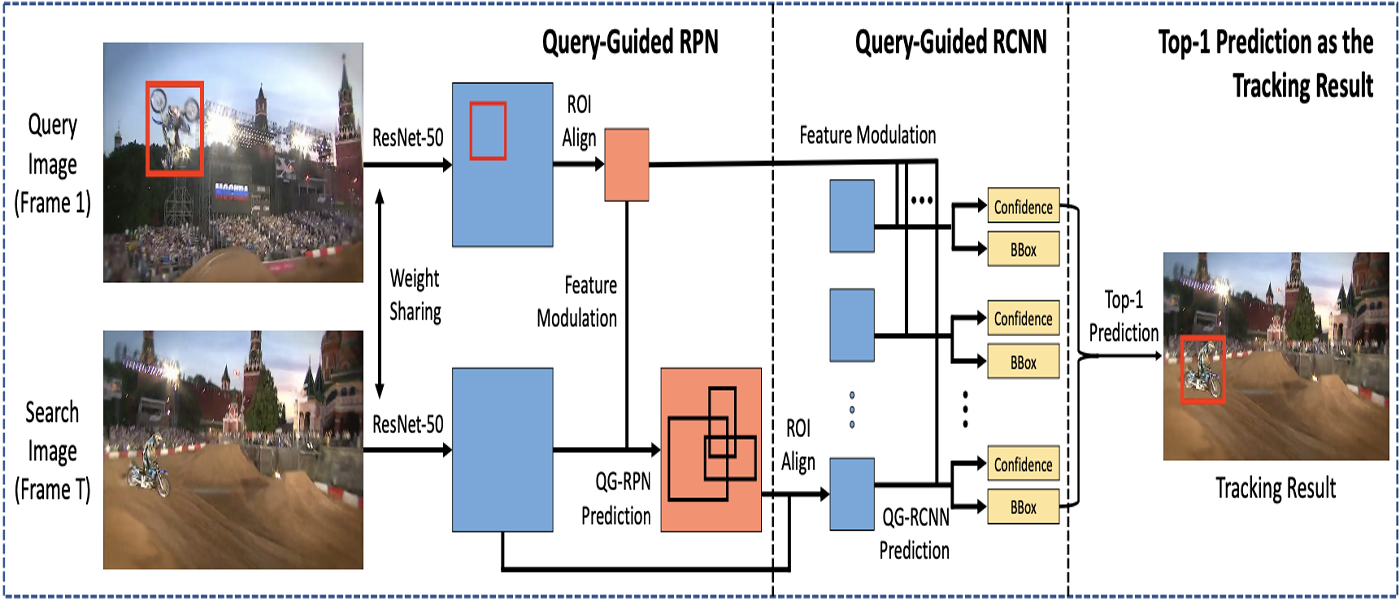 Query-Guided RPN
Query-Guided RCNN
Top-1 Prediction as the
Tracking Result
Query
Image
(Frame 1)
МОСКВА
ResNet-50
ROI
Align
Feature Modulation
Weight
Sharing
Feature
Modulation
Confidence
BBox
Confidence
BBox
Top-1
Prediction
Search
Image
(Frame T)
ResNet-50
QG-RPN
Prediction
ROI
Align
QG-RCNN
Prediction
Confidence
BBox
Tracking Result